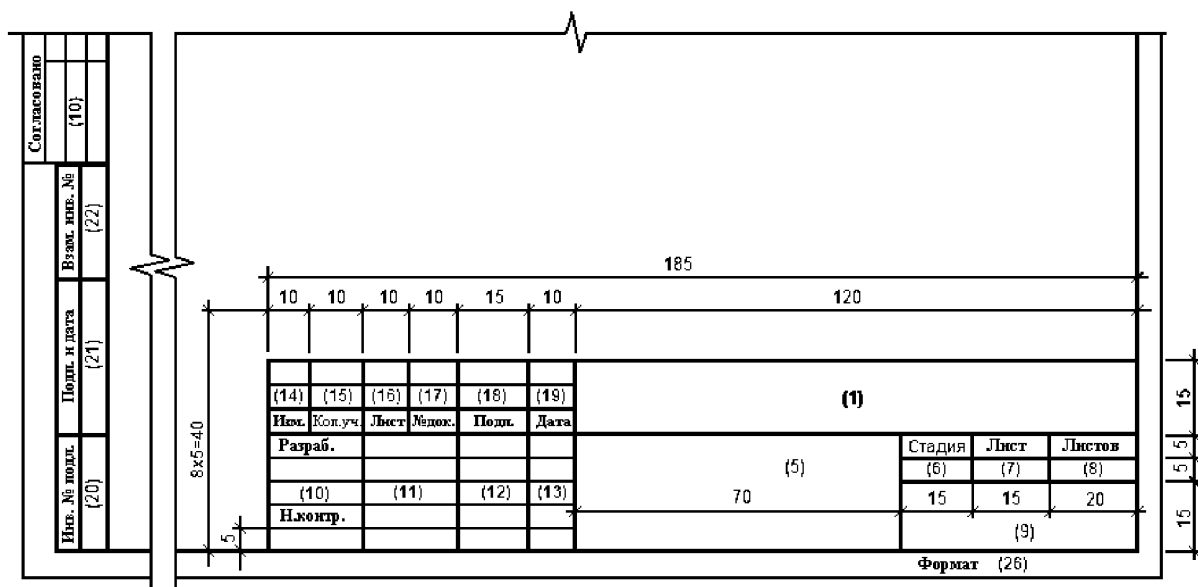 Согласовано
(10)
Взам. инв. №
(22)
Подп. и дата
(21)
Инв. № подл.
(20)
185
10 10 10 10 15 10 120
8x5=40
5
(14) (15) (16) (17) (18) (19)
Изм. Кол.уч. Лист №док. Подп. Дата
(1)
15
Разраб.
(5)
Стадия Лист Листов
5
(6) (7) (8)
5
(10) (11) (12) (13)
70
15 15 20
15
Н.контр.
(9)
Формат (26)